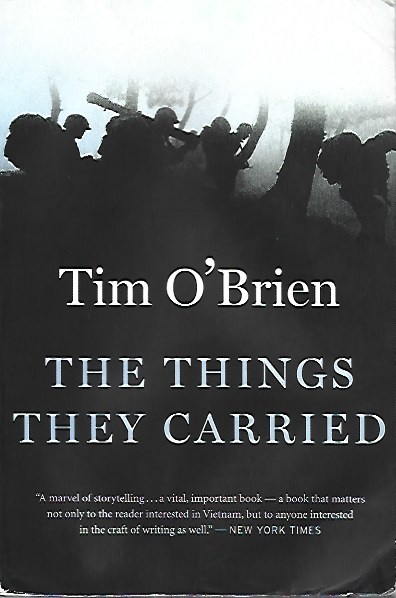 Tim O’Brien
THE THINGS
THEY CARRIED
“A marvel of storytelling . . . a vital, important book — a book that matters
not only to the reader interested in Vietnam, but to anyone interested
in the craft of writing as well.” — NEW YORK TIMES